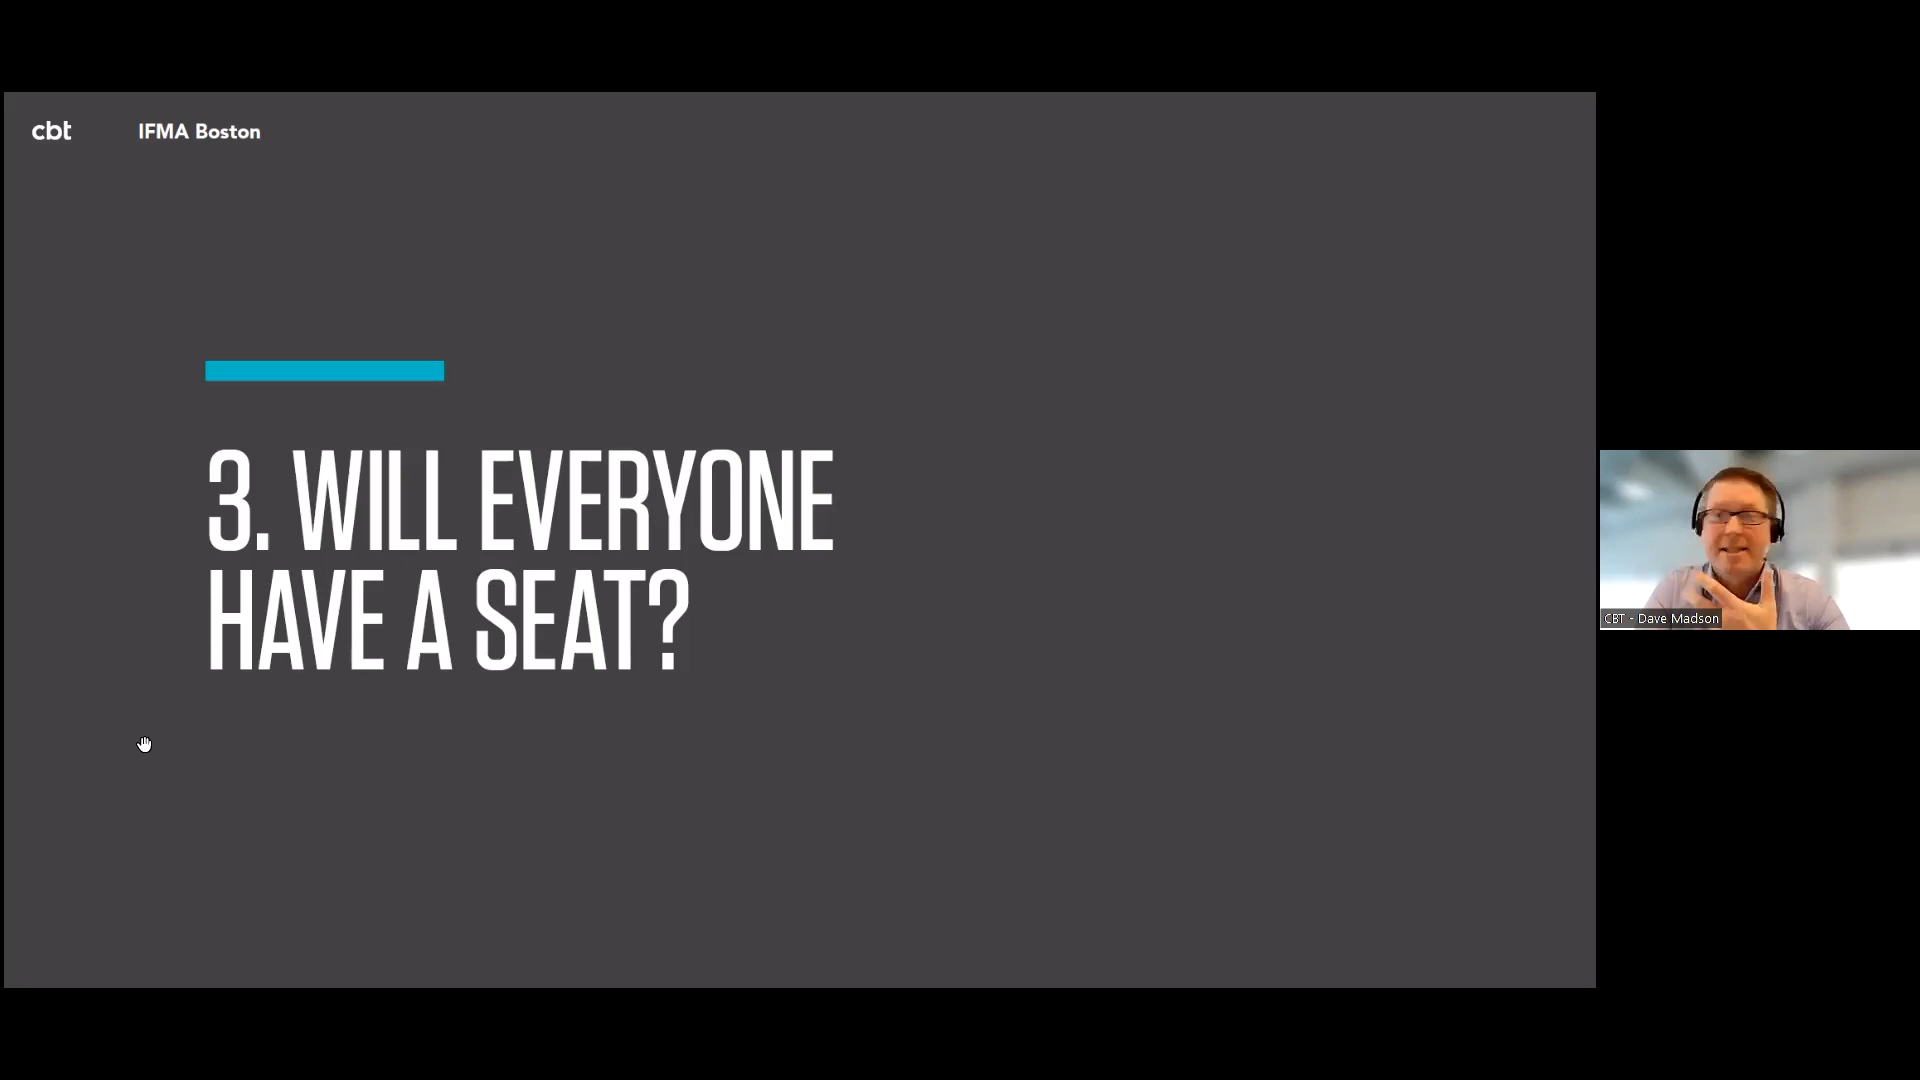 cbt
IFMA Boston
3. WILL EVERYONE
HAVE A SEAT?
CBT - Dave Madson